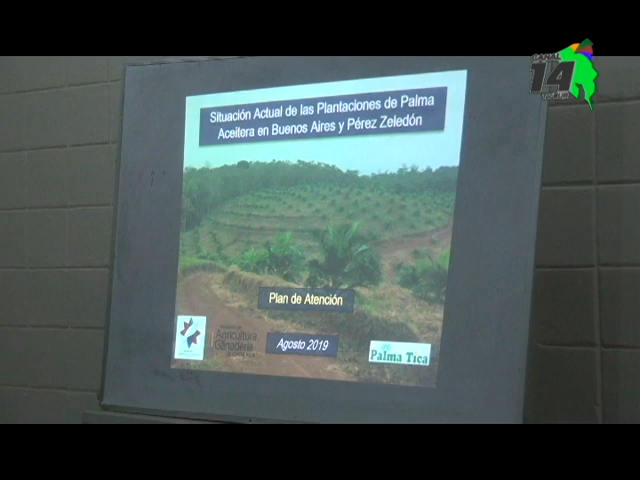 CANAL
14
Situación Actual de las Plantaciones de Palma
Aceitera en Buenos Aires y Pérez Zeledón
Plan de Atención
Agricultura
Ganadería
Agosto 2019
Palma Tica